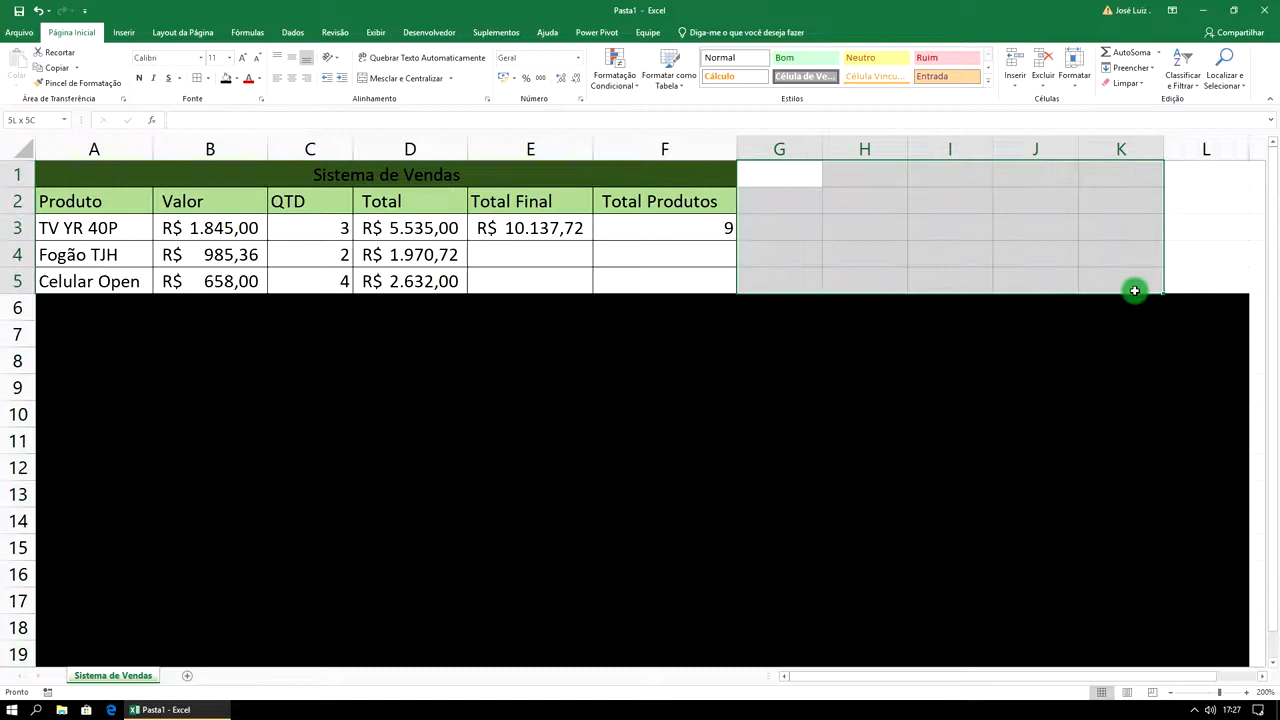 Pasta1 - Excel
José Luiz .
Arquivo Página Inicial Inserir Layout da Página Fórmulas Dados Revisão Exibir Desenvolvedor Suplementos Ajuda Power Pivot Equipe Diga-me o que você deseja fazer Compartilhar
Colar
Recortar
Copiar
Pincel de Formatação
Área de Transferência
Calibri 11
N I S
Fonte
Quebrar Texto Automaticamente
Mesclar e Centralizar
Alinhamento
Geral
% 000
Número
Formatação Condicional
Formatar como Tabela
Normal Bom Neutro Ruim
Cálculo Célula de Ve... Célula Vincu... Entrada
Estilos
Inserir Excluir Formatar
Células
AutoSoma
Preencher
Limpar
Classificar e Filtrar
Localizar e Selecionar
Edição
5L x 5C fx
A B C D E F G H I J K L
1 Sistema de Vendas
2 Produto Valor QTD Total Total Final Total Produtos
3 TV YR 40P R$ 1.845,00 3 R$ 5.535,00 R$ 10.137,72 9
4 Fogão TJH R$ 985,36 2 R$ 1.970,72
5 Celular Open R$ 658,00 4 R$ 2.632,00
6
7
8
9
10
11
12
13
14
15
16
17
18
19
Sistema de Vendas
Pronto 200%
Pasta1 - Excel 17:27